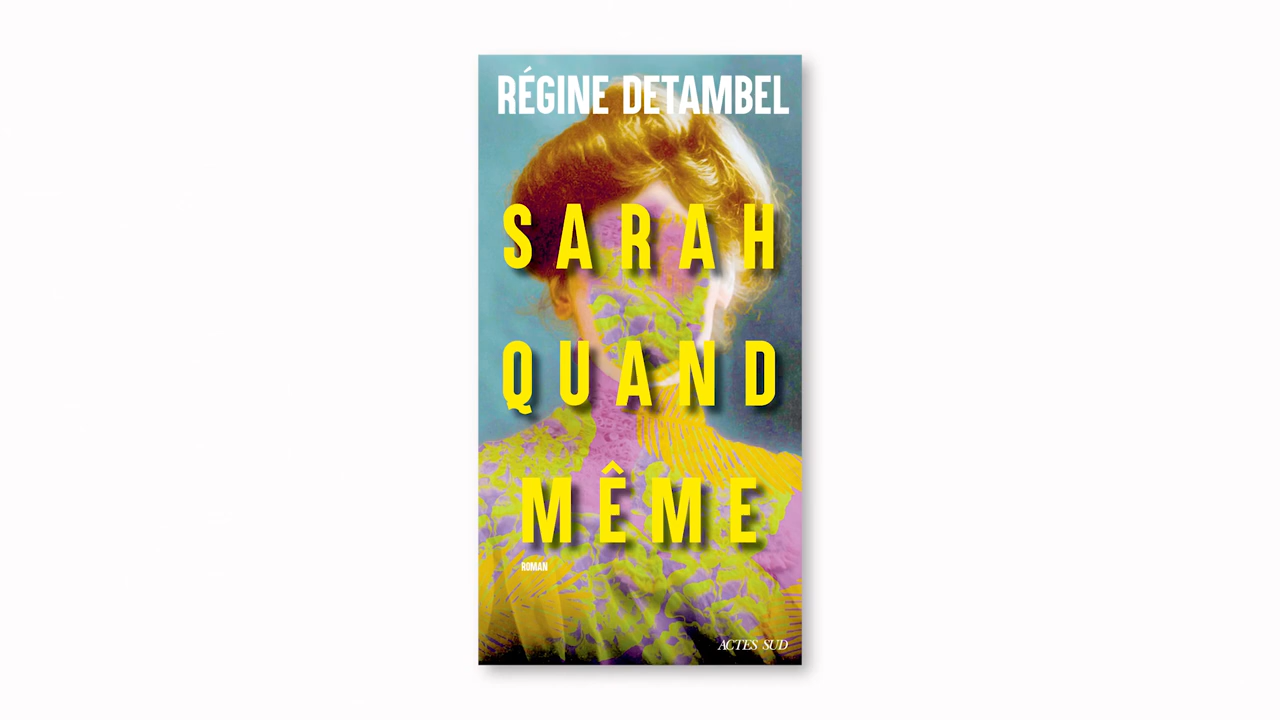 RÉGINE DETAMBEL
SARAH
QUAND
MÊME
ROMAN
ACTES SUD